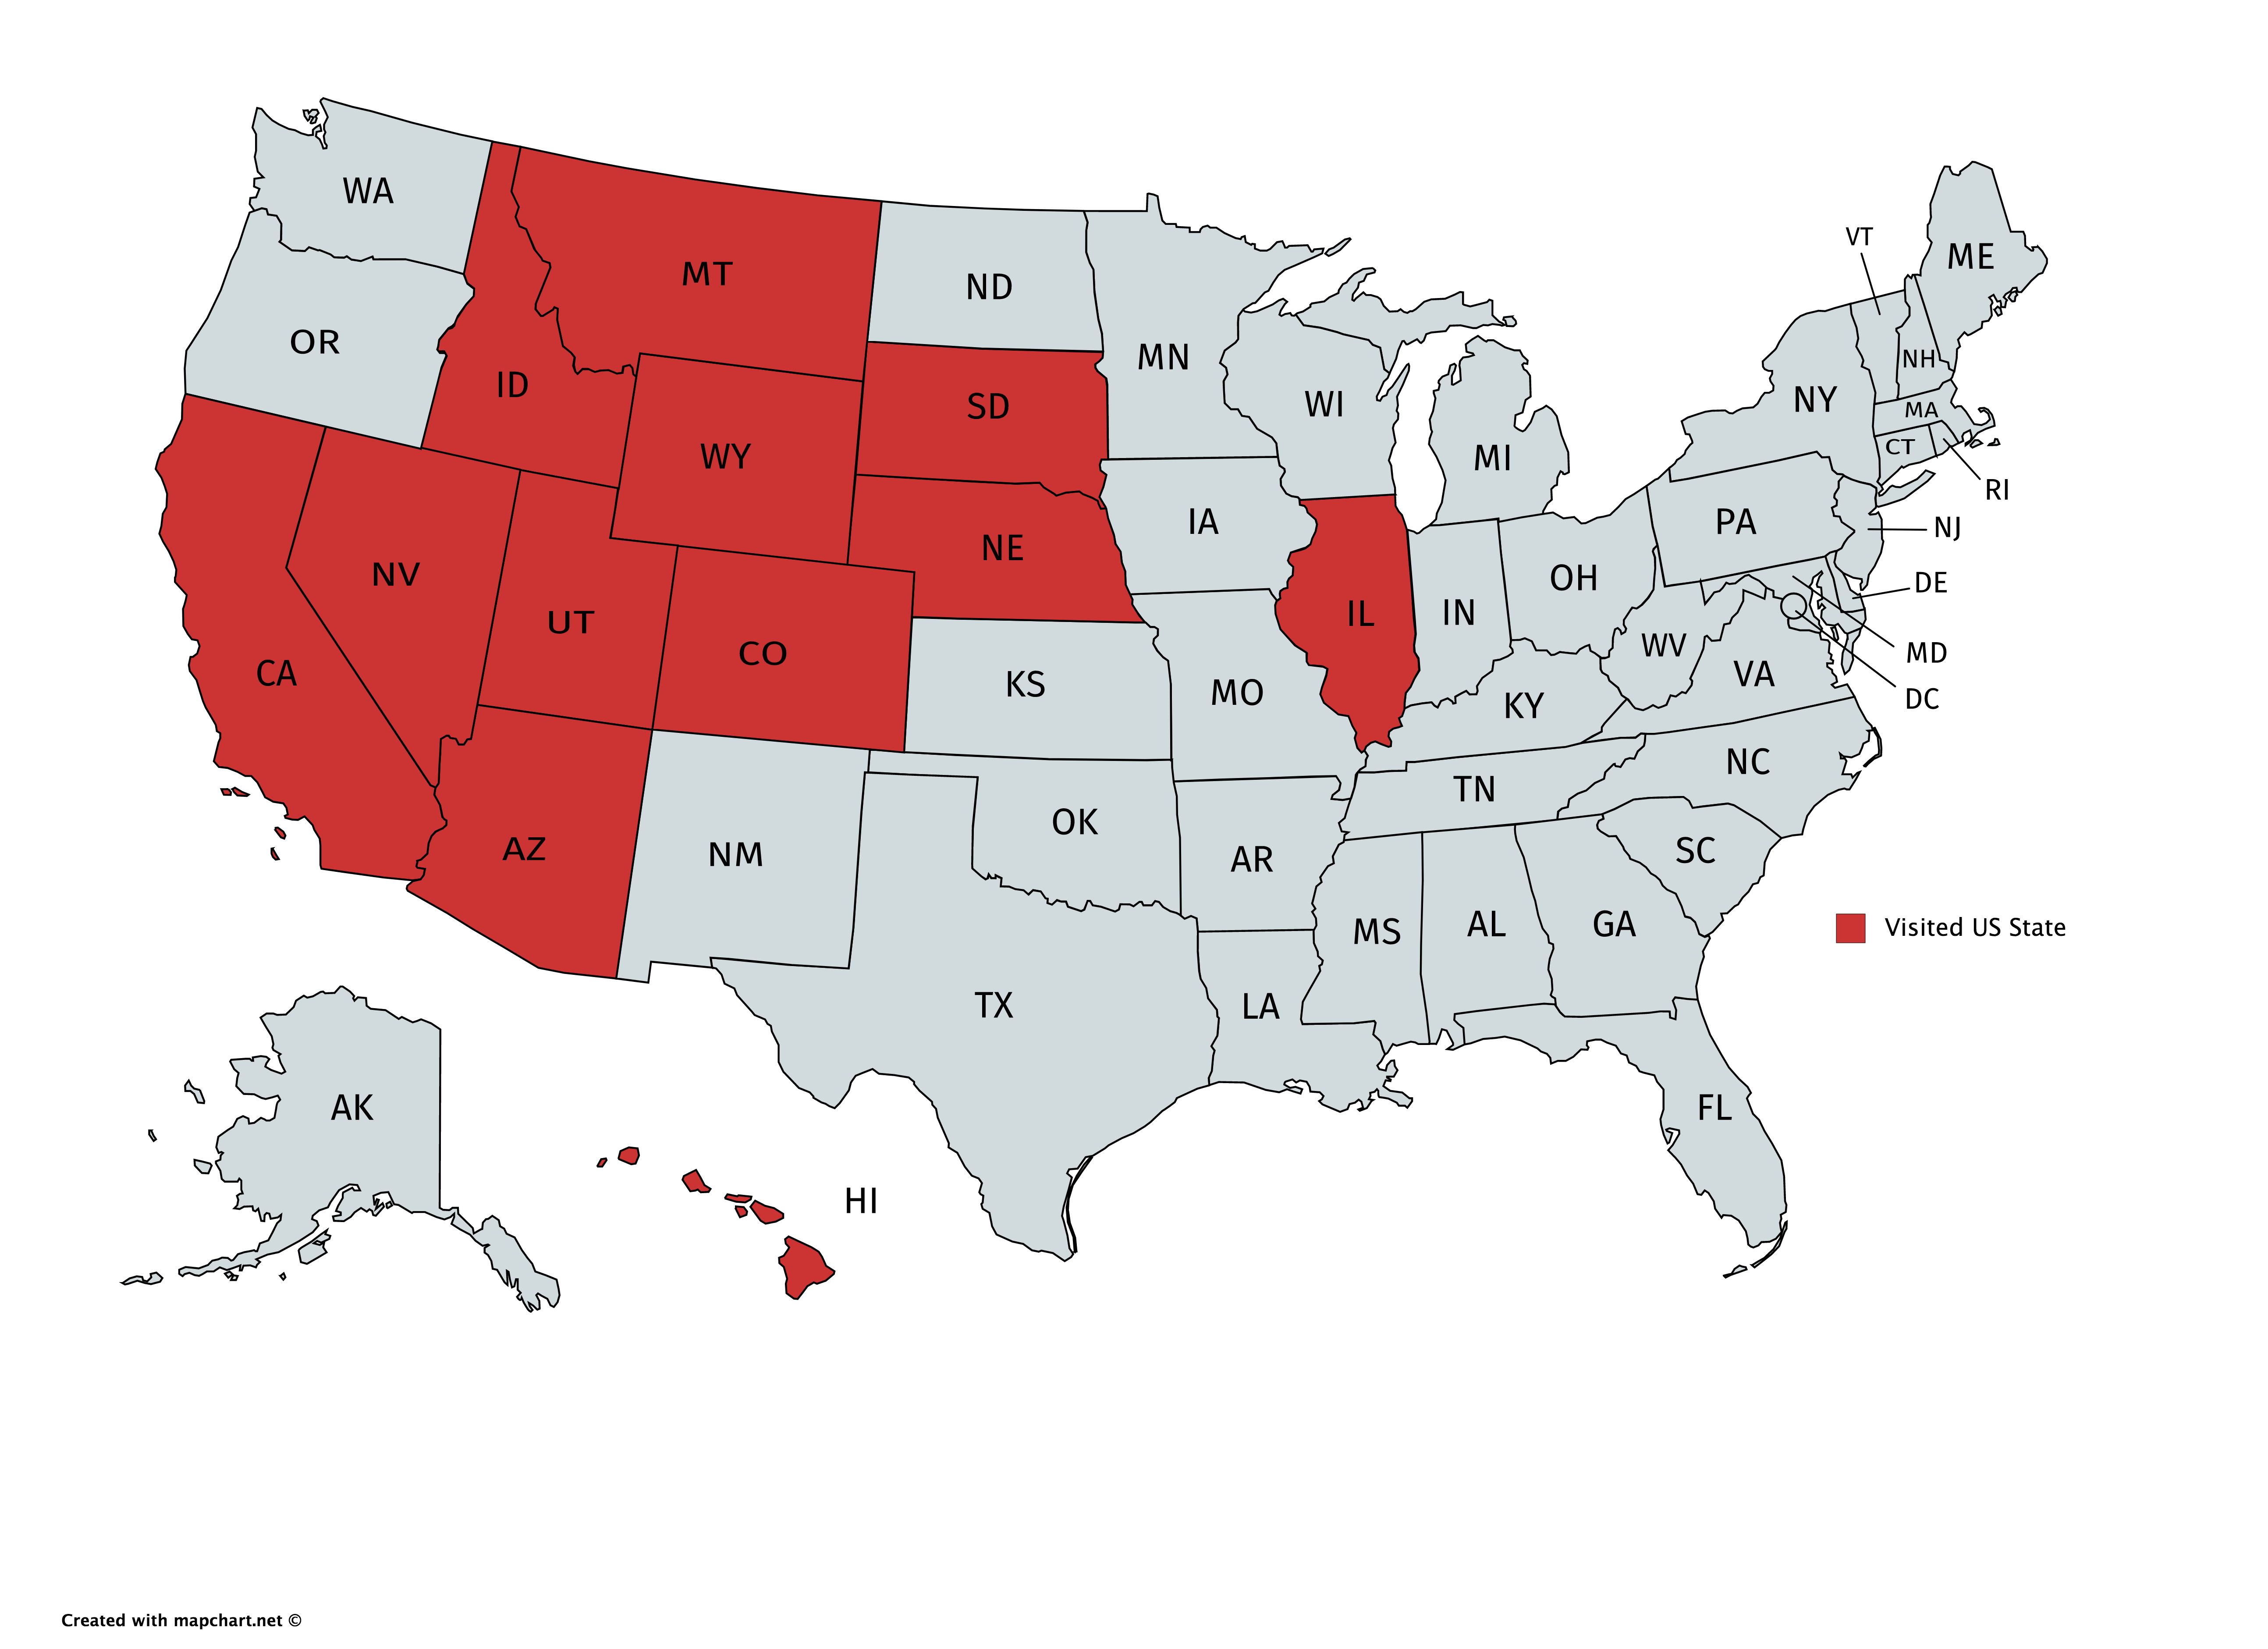 WA
VT
ME
MT
ND
OR
MN
NH
ID
NY
WI
SD
MA
CT
WY
MI
RI
IA
PA
NJ
NE
NV
OH
DE
UT
IL
IN
WV
MD
CO
CA
KS
VA
MO
DC
KY
NC
TN
OK
AZ
NM
AR
SC
MS
AL
GA
Visited US State
TX
LA
AK
FL
HI
Created with mapchart.net ©